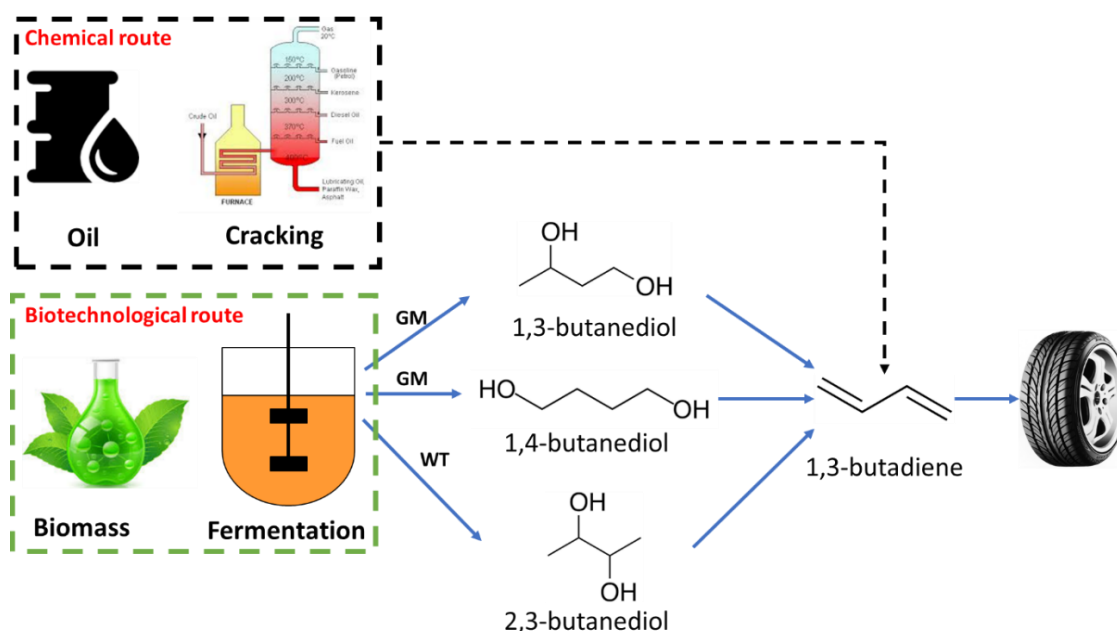 Chemical route
Gas
20°C
150°C
200°C
300°C
370°C
400°C
Gasoline
(Petrol)
Kerosene
Diesel Oil
Fuel Oil
Lubricating Oil,
Paraffin Wax,
Asphalt
Crude Oil
FURNACE
Oil
Cracking
Biotechnological route
Biomass
Fermentation
GM
GM
WT
OH
OH
1,3-butanediol
HO
OH
1,4-butanediol
OH
OH
2,3-butanediol
1,3-butadiene